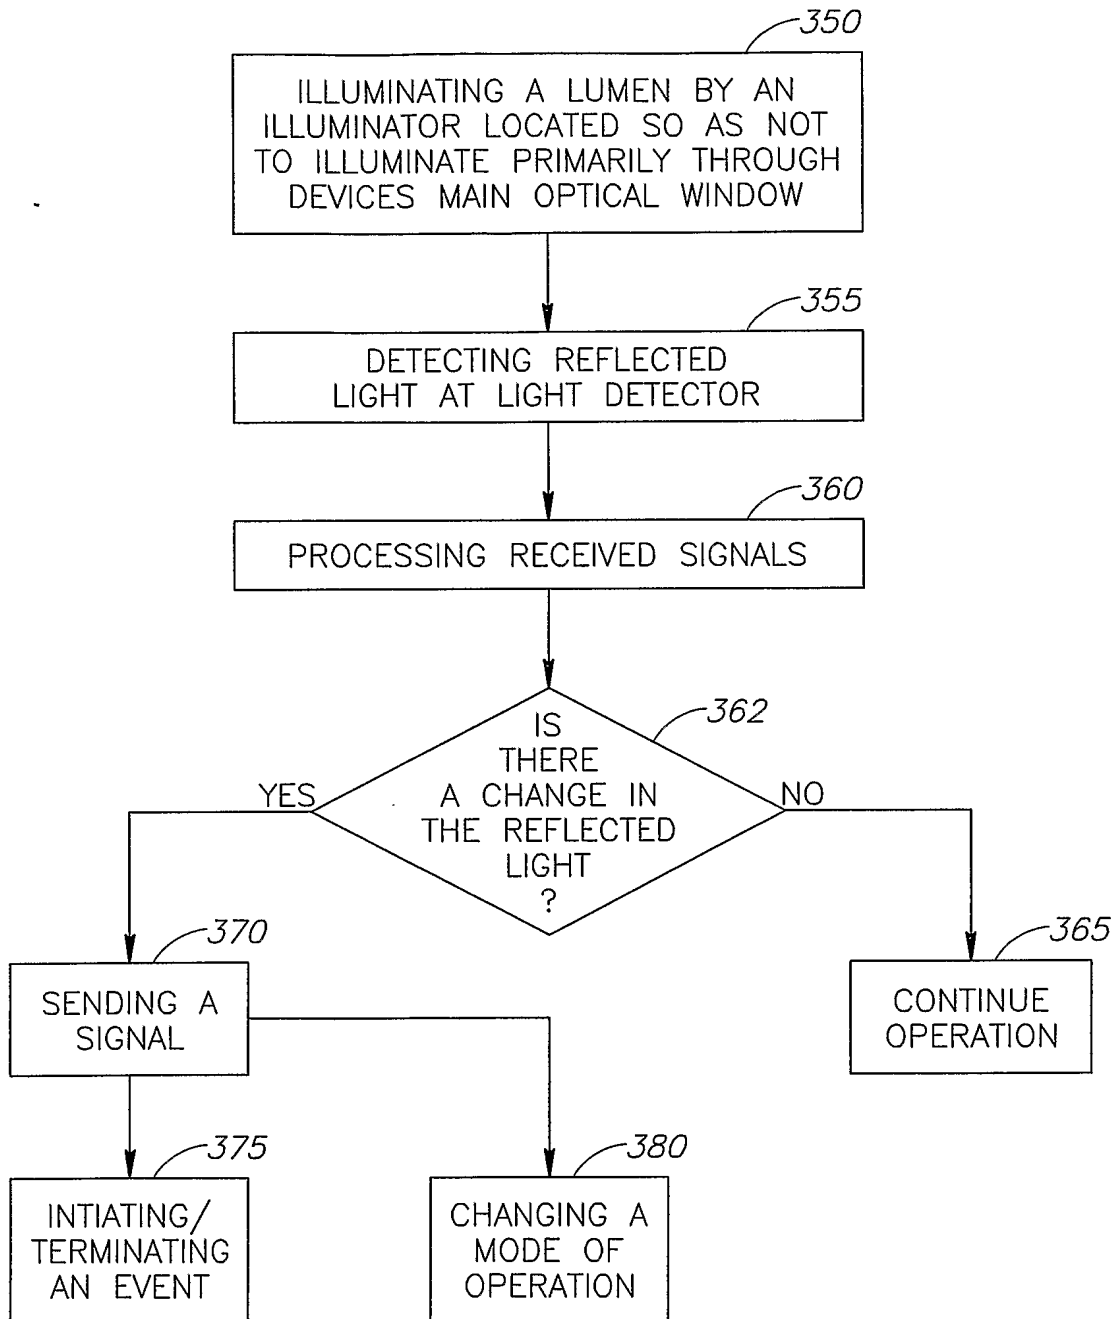 350
ILLUMINATING A LUMEN BY AN
ILLUMINATOR LOCATED SO AS NOT
TO ILLUMINATE PRIMARILY THROUGH
DEVICES MAIN OPTICAL WINDOW
355
DETECTING REFLECTED
LIGHT AT LIGHT DETECTOR
360
PROCESSING RECEIVED SIGNALS
362
IS
THERE
A CHANGE IN
THE REFLECTED
LIGHT
?
YES
NO
370
SENDING A
SIGNAL
365
CONTINUE
OPERATION
375
INTIATING/
TERMINATING
AN EVENT
380
CHANGING A
MODE OF
OPERATION